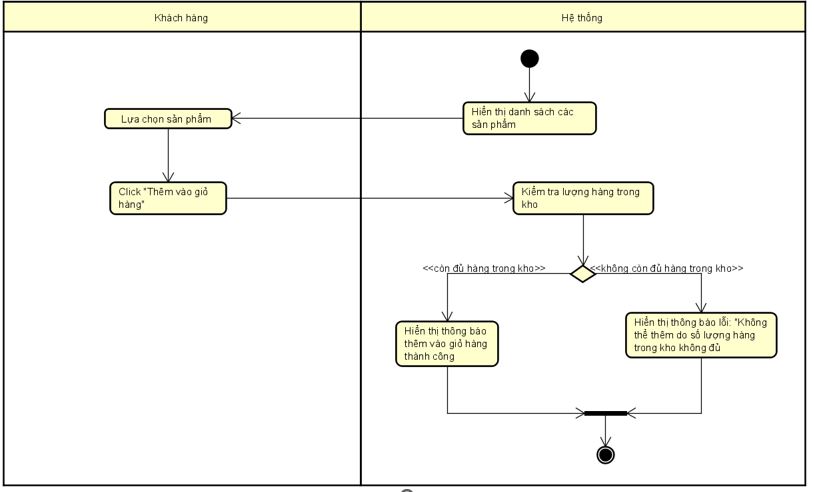 Khách hàng
Hệ thống
Hiển thị danh sách các
sản phẩm
Lựa chọn sản phẩm
Click "Thêm vào giỏ
hàng"
Kiểm tra lượng hàng trong
kho
<<còn đủ hàng trong kho>>
<<không còn đủ hàng trong kho>>
Hiển thị thông báo
thêm vào giỏ hàng
thành công
Hiển thị thông báo lỗi: "Không
thể thêm do số lượng hàng
trong kho không đủ